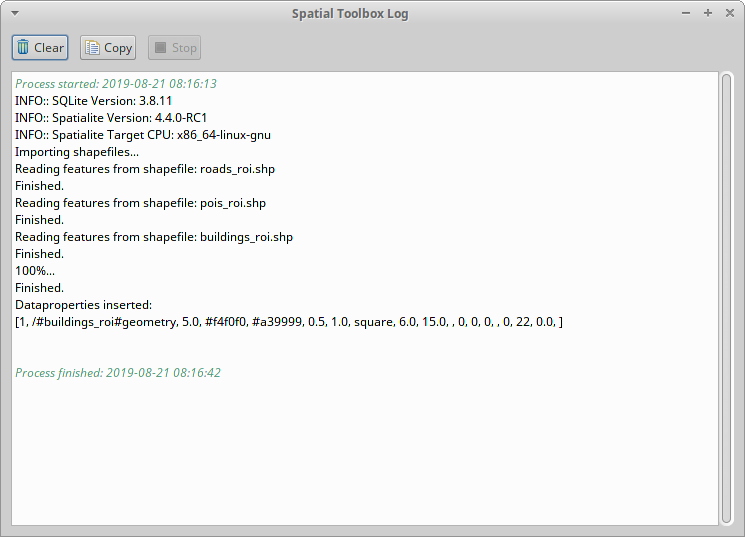 Spatial Toolbox Log
Clear Copy Stop
Process started: 2019-08-21 08:16:13
INFO:: SQLite Version: 3.8.11
INFO:: Spatialite Version: 4.4.0-RC1
INFO:: Spatialite Target CPU: x86_64-linux-gnu
Importing shapefiles...
Reading features from shapefile: roads_roi.shp
Finished.
Reading features from shapefile: pois_roi.shp
Finished.
Reading features from shapefile: buildings_roi.shp
Finished.
100%...
Finished.
Dataproperties inserted:
[1, /#buildings_roi#geometry, 5.0, #f4f0f0, #a39999, 0.5, 1.0, square, 6.0, 15.0, , 0, 0, 0, , 0, 22, 0.0, ]
Process finished: 2019-08-21 08:16:42